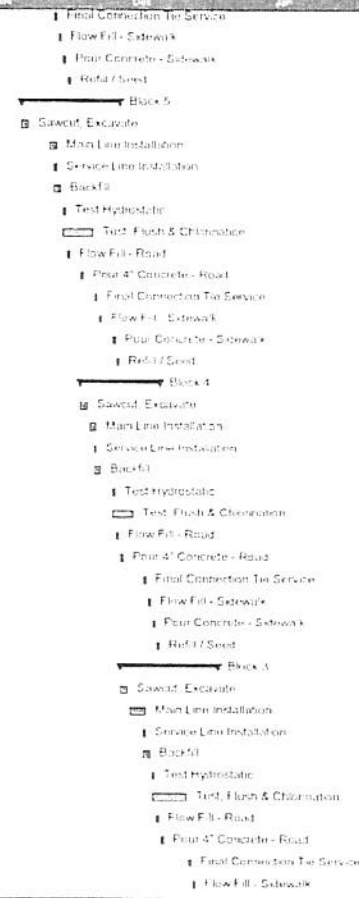 Dec
Jan
Final Connection Tie Service
Flow Fill - Sidewalk
Pour Concrete - Sidewalk
Refill / Seed
Block 5
Sawcut, Excavate
Main Line Installation
Service Line Installation
Backfill
Test Hydrostatic
Test, Flush & Chlorination
Flow Fill - Road
Pour 4" Concrete - Road
Final Connection Tie Service
Flow Fill - Sidewalk
Pour Concrete - Sidewalk
Refill / Seed
Block 4
Sawcut, Excavate
Main Line Installation
Service Line Installation
Backfill
Test Hydrostatic
Test, Flush & Chlorination
Flow Fill - Road
Pour 4" Concrete - Road
Final Connection Tie Service
Flow Fill - Sidewalk
Pour Concrete - Sidewalk
Refill / Seed
Block 3
Sawcut, Excavate
Main Line Installation
Service Line Installation
Backfill
Test Hydrostatic
Test, Flush & Chlorination
Flow Fill - Road
Pour 4" Concrete - Road
Final Connection Tie Service
Flow Fill - Sidewalk